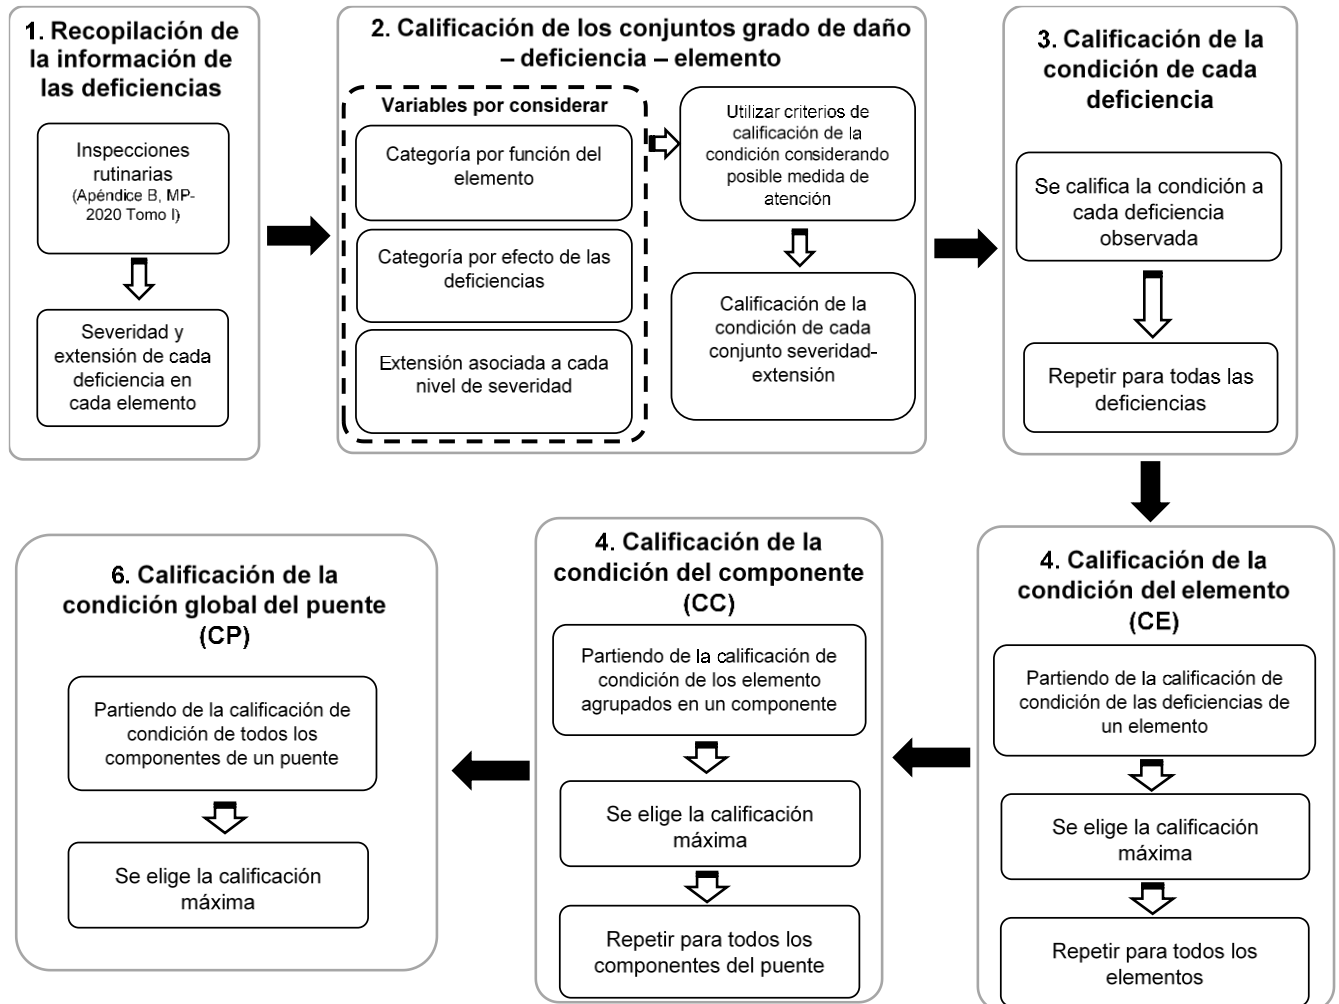 1. Recopilación de
la información de
las deficiencias
Inspecciones
rutinarias
(Apéndice B, MP-
2020 Tomo I)
Severidad y
extensión de cada
deficiencia en
cada elemento
2. Calificación de los conjuntos grado de daño
– deficiencia – elemento
Variables por considerar
Categoría por función del
elemento
Categoría por efecto de las
deficiencias
Extensión asociada a cada
nivel de severidad
Utilizar criterios de
calificación de la
condición considerando
posible medida de
atención
Calificación de la
condición de cada
conjunto severidad-
extensión
3. Calificación de la
condición de cada
deficiencia
Se califica la condición a
cada deficiencia
observada
Repetir para todas las
deficiencias
4. Calificación de la
condición del elemento
(CE)
Partiendo de la calificación de
condición de las deficiencias de
un elemento
Se elige la calificación
máxima
Repetir para todos los
elementos
4. Calificación de la
condición del componente
(CC)
Partiendo de la calificación de
condición de los elemento
agrupados en un componente
Se elige la calificación
máxima
Repetir para todos los
componentes del puente
6. Calificación de la
condición global del puente
(CP)
Partiendo de la calificación de
condición de todos los
componentes de un puente
Se elige la calificación
máxima